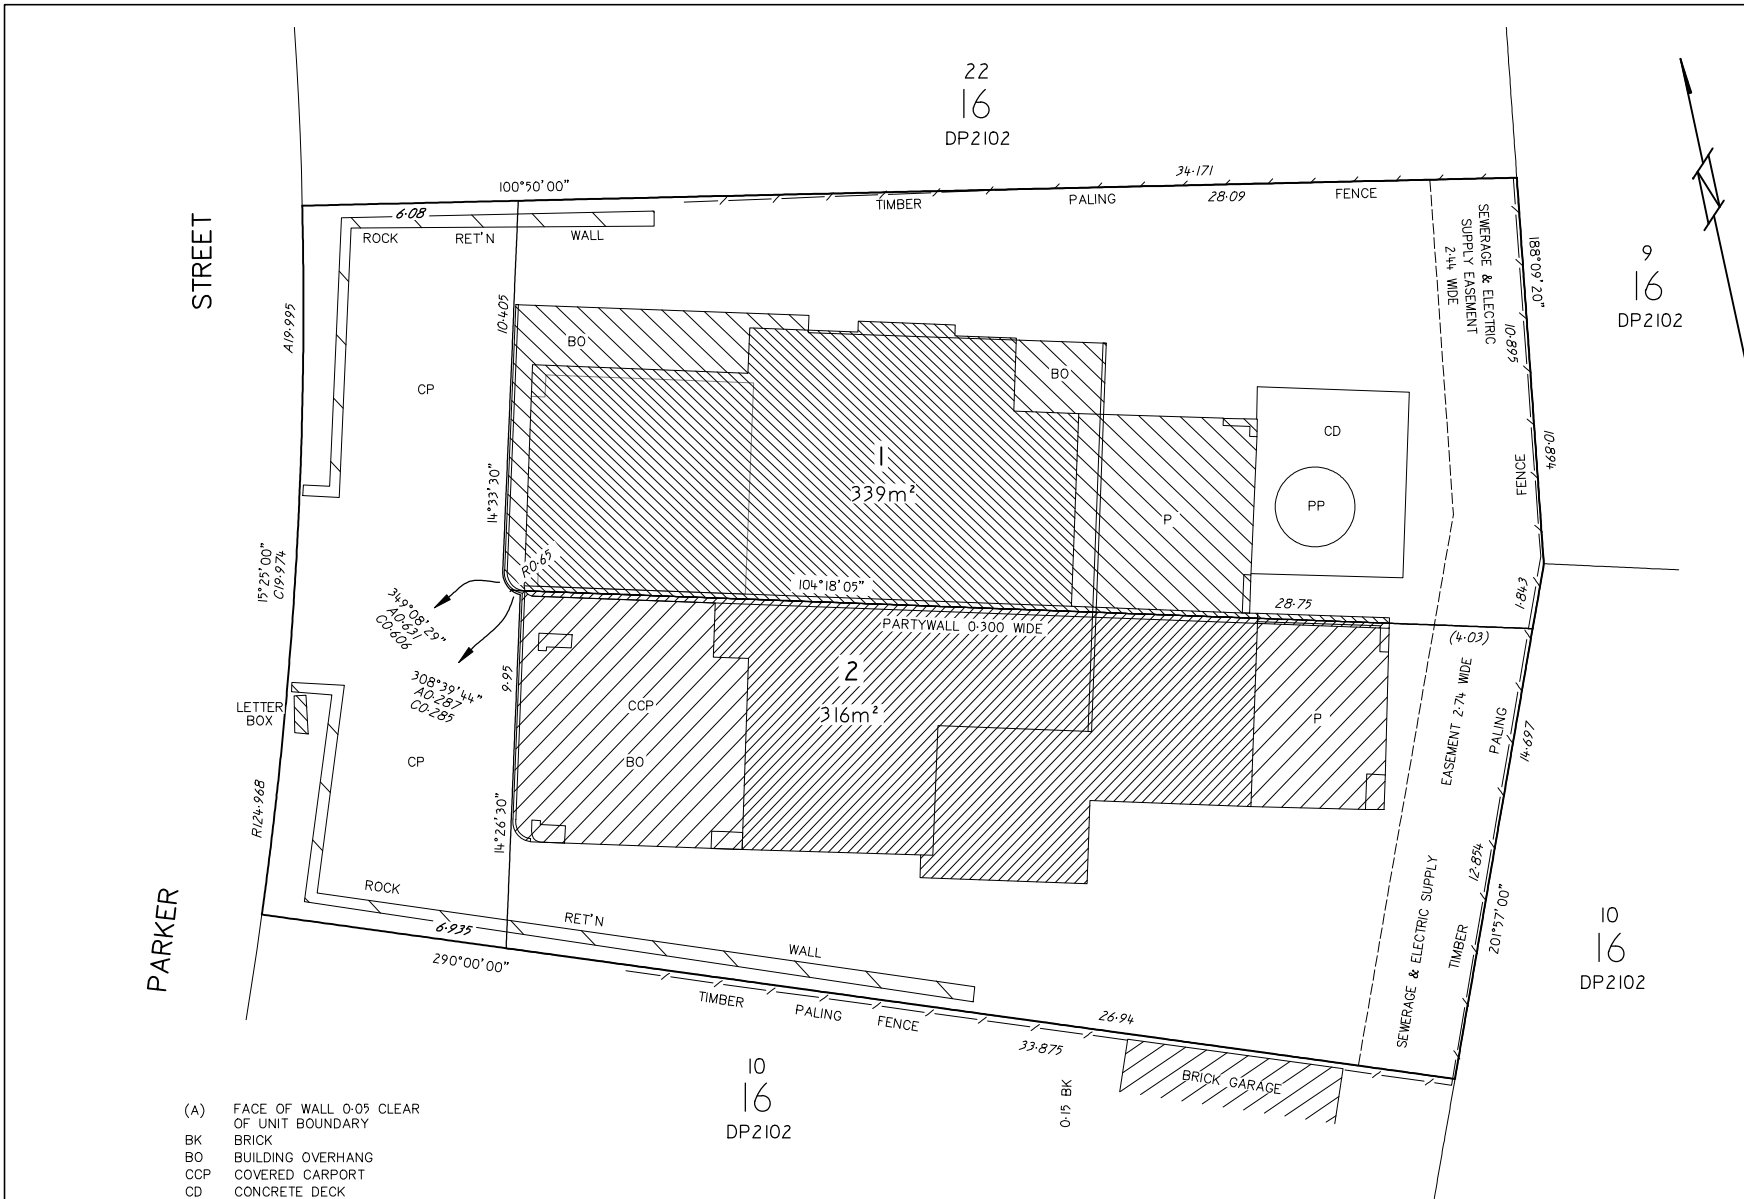 22
16
DP2102
100°50'00"
34·171
TIMBER
PALING
28·09
FENCE
6·08
ROCK
RET'N
WALL
STREET
SEWERAGE & ELECTRIC
SUPPLY EASEMENT
2·44 WIDE
188°09'20"
9
16
DP2102
A19·995
10·405
10·895
BO
BO
CP
CD
10·894
FENCE
1
339m²
14°33'30"
PP
P
R0·65
15°25'00"
C19·974
104°18'05"
28·75
1·843
349°08'29"
A0·631
C0·606
PARTYWALL 0·300 WIDE
(4·03)
308°39'44"
A0·287
C0·285
9·95
2
316m²
LETTER
BOX
CCP
P
EASEMENT 2·74 WIDE
PALING
14·697
CP
BO
R124·968
14°26'30"
12·854
SEWERAGE & ELECTRIC SUPPLY
TIMBER
201°57'00"
PARKER
ROCK
RET'N
WALL
6·935
290°00'00"
10
16
DP2102
TIMBER
PALING
FENCE
26·94
33·875
10
16
DP2102
0·15 BK
BRICK GARAGE
(A) FACE OF WALL 0·05 CLEAR
OF UNIT BOUNDARY
BK BRICK
BO BUILDING OVERHANG
CCP COVERED CARPORT
CD CONCRETE DECK